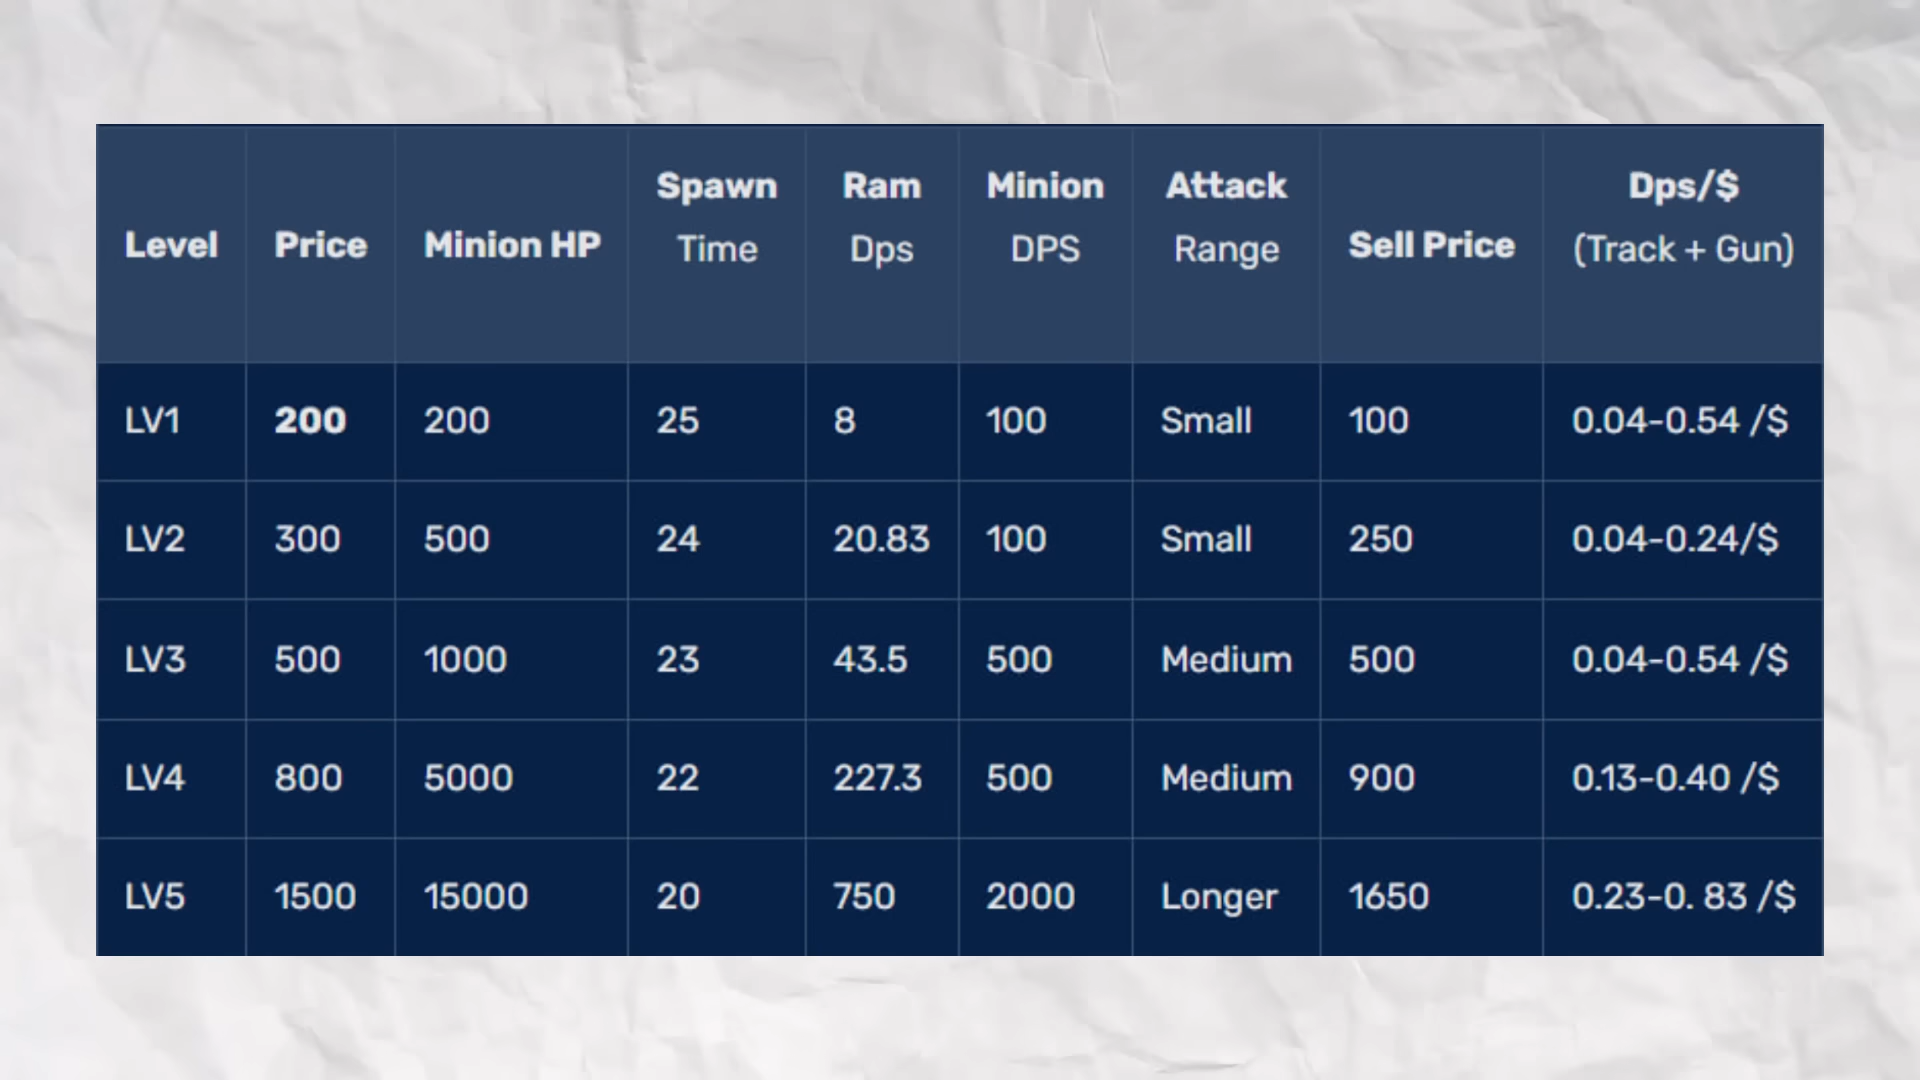 Level Price Minion HP Spawn Time Ram Dps Minion DPS Attack Range Sell Price Dps/$ (Track + Gun)
LV1 200 200 25 8 100 Small 100 0.04-0.54 /$
LV2 300 500 24 20.83 100 Small 250 0.04-0.24/$
LV3 500 1000 23 43.5 500 Medium 500 0.04-0.54 /$
LV4 800 5000 22 227.3 500 Medium 900 0.13-0.40 /$
LV5 1500 15000 20 750 2000 Longer 1650 0.23-0. 83 /$